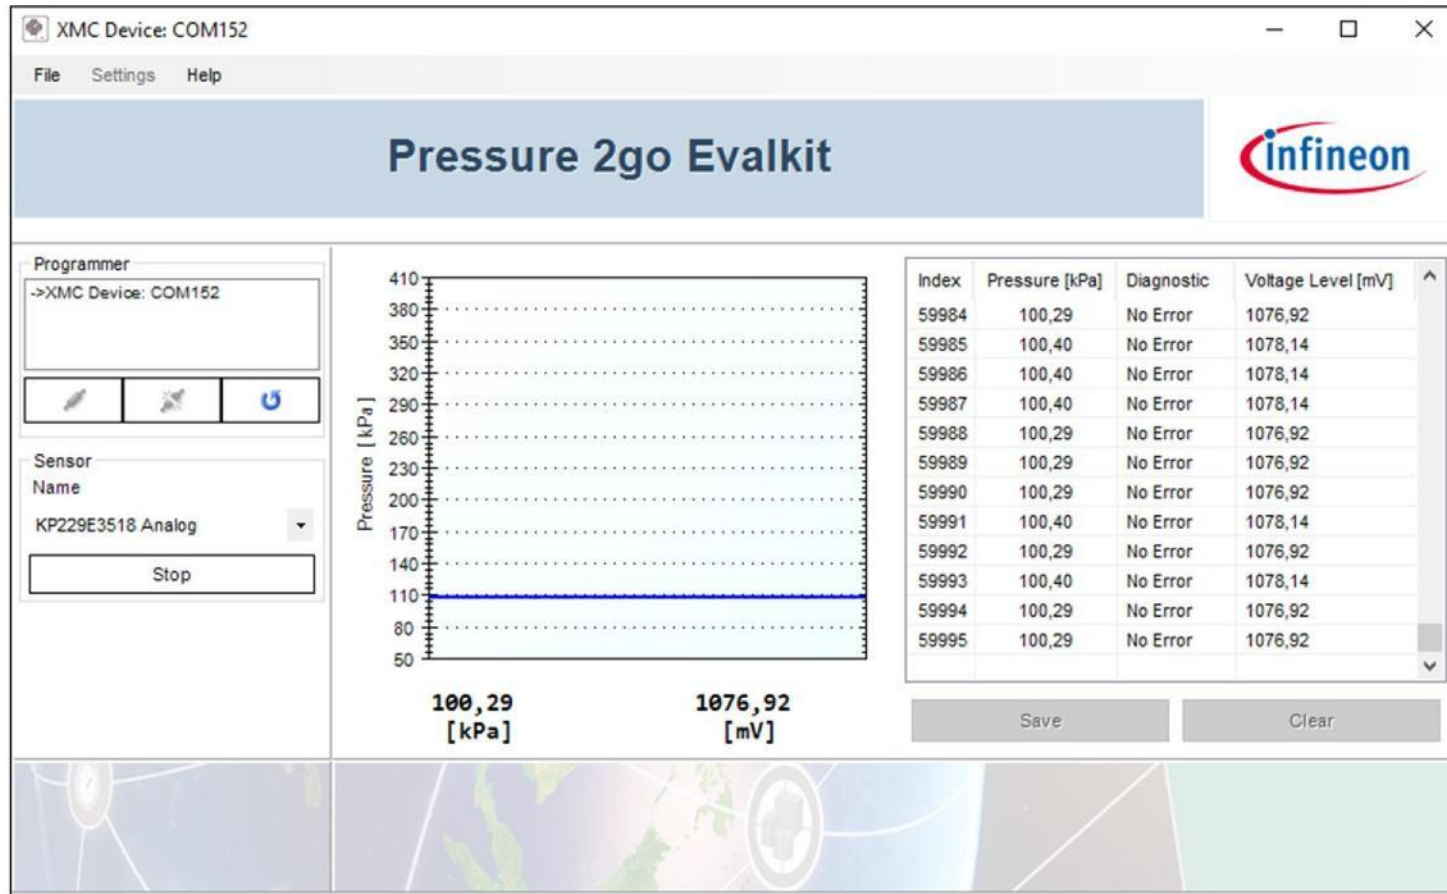 XMC Device: COM152
File Settings Help
Pressure 2go Evalkit
infineon
Programmer
->XMC Device: COM152
Sensor
Name
KP229E3518 Analog
Stop
Pressure [kPa]
410
380
350
320
290
260
230
200
170
140
110
80
50
100,29 1076,92
[kPa] [mV]
Index Pressure [kPa] Diagnostic Voltage Level [mV]
59984 100,29 No Error 1076,92
59985 100,40 No Error 1078,14
59986 100,40 No Error 1078,14
59987 100,40 No Error 1078,14
59988 100,29 No Error 1076,92
59989 100,29 No Error 1076,92
59990 100,29 No Error 1076,92
59991 100,40 No Error 1078,14
59992 100,29 No Error 1076,92
59993 100,40 No Error 1078,14
59994 100,29 No Error 1076,92
59995 100,29 No Error 1076,92
Save Clear